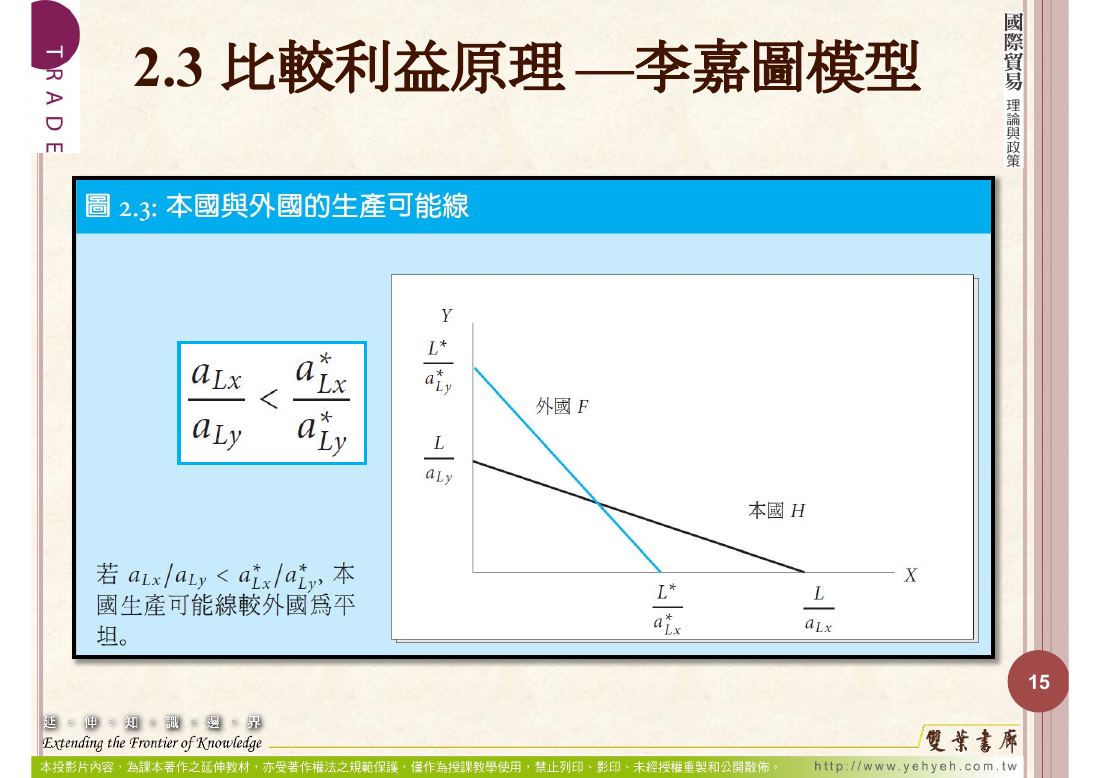 TRADE
2.3 比較利益原理 —李嘉圖模型
國際貿易 理論與政策
圖 2.3: 本國與外國的生產可能線
aLx / aLy < a*Lx / a*Ly
Y
L* / a*Ly
外國 F
L / aLy
本國 H
X
L* / a*Lx
L / aLx
若 aLx/aLy < a*Lx/a*Ly, 本
國生產可能線較外國爲平
坦。
15
延。伸。知。識。邊。界
Extending the Frontier of Knowledge
雙葉書廊
本投影片內容,為課本著作之延伸教材,亦受著作權法之規範保護,僅作為授課教學使用,禁止列印、影印、未經授權重製和公開散佈。
http://www.yehyeh.com.tw